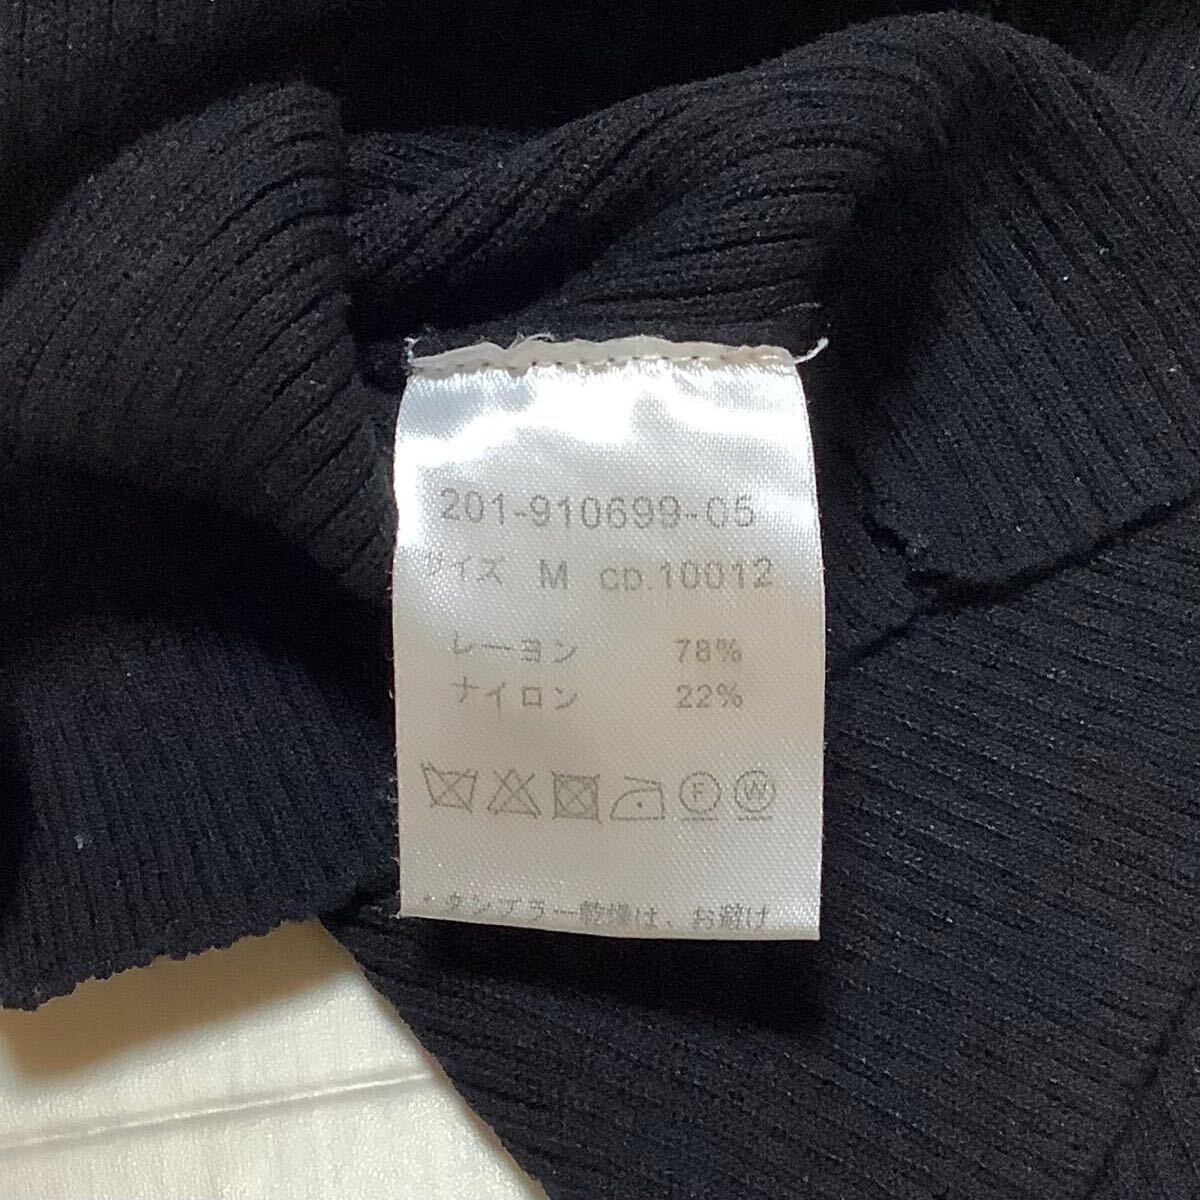 201-910699-05
サイズ M CD.10012
レーヨン 78%
ナイロン 22%
F W
*タンブラー乾燥は、お避け